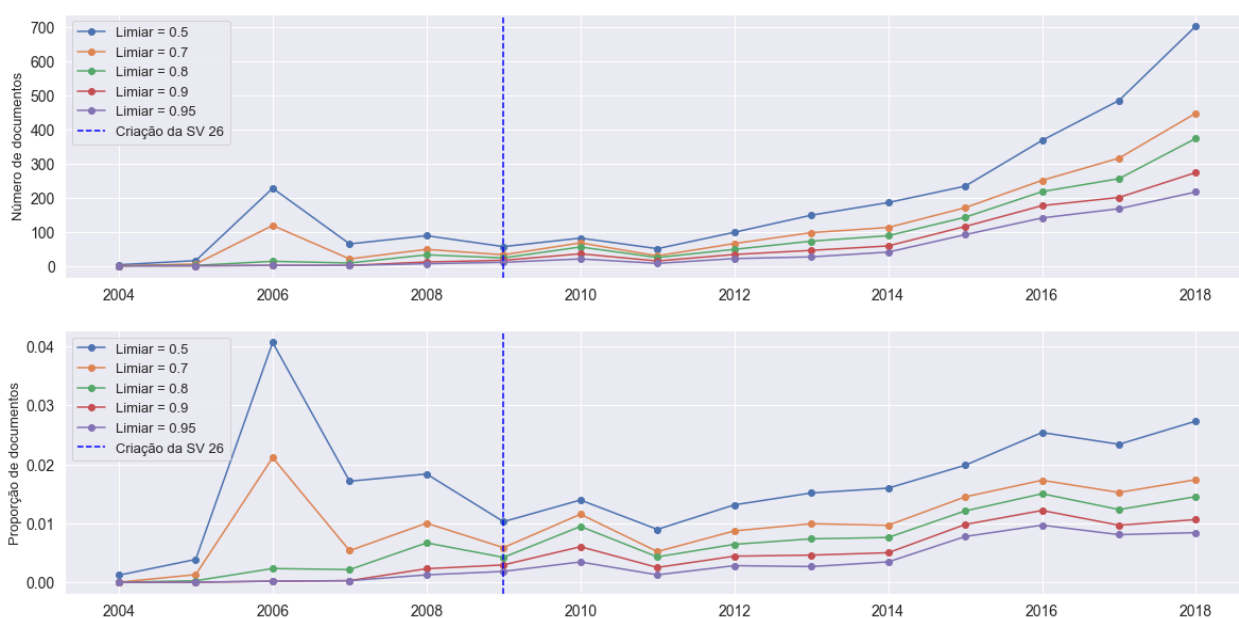 Número de documentos
700
600
500
400
300
200
100
0
Limiar = 0.5
Limiar = 0.7
Limiar = 0.8
Limiar = 0.9
Limiar = 0.95
Criação da SV 26
2004 2006 2008 2010 2012 2014 2016 2018
Proporção de documentos
0.04
0.03
0.02
0.01
0.00
Limiar = 0.5
Limiar = 0.7
Limiar = 0.8
Limiar = 0.9
Limiar = 0.95
Criação da SV 26
2004 2006 2008 2010 2012 2014 2016 2018